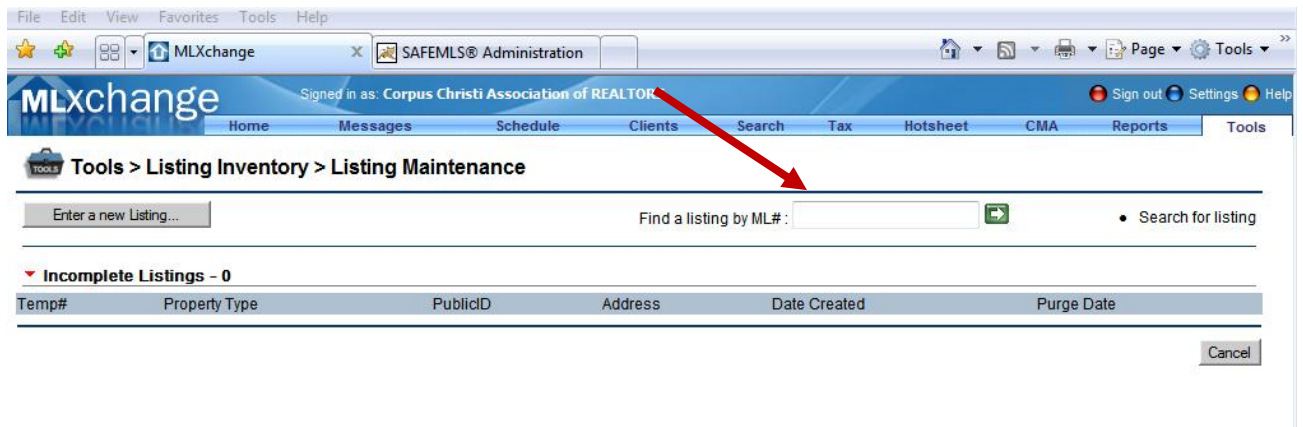 File Edit View Favorites Tools Help
MLXchange x SAFEMLS® Administration Page Tools »
MLXchange Signed in as: Corpus Christi Association of REALTORS Sign out Settings Help
Home Messages Schedule Clients Search Tax Hotsheet CMA Reports Tools
TOOLS Tools > Listing Inventory > Listing Maintenance
Enter a new Listing... Find a listing by ML# : • Search for listing
Incomplete Listings - 0
Temp# Property Type PublicID Address Date Created Purge Date
Cancel